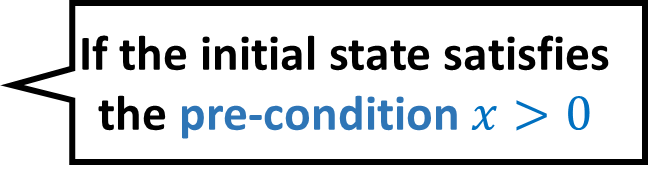 If the initial state satisfies
the pre-condition 𝑥 > 0